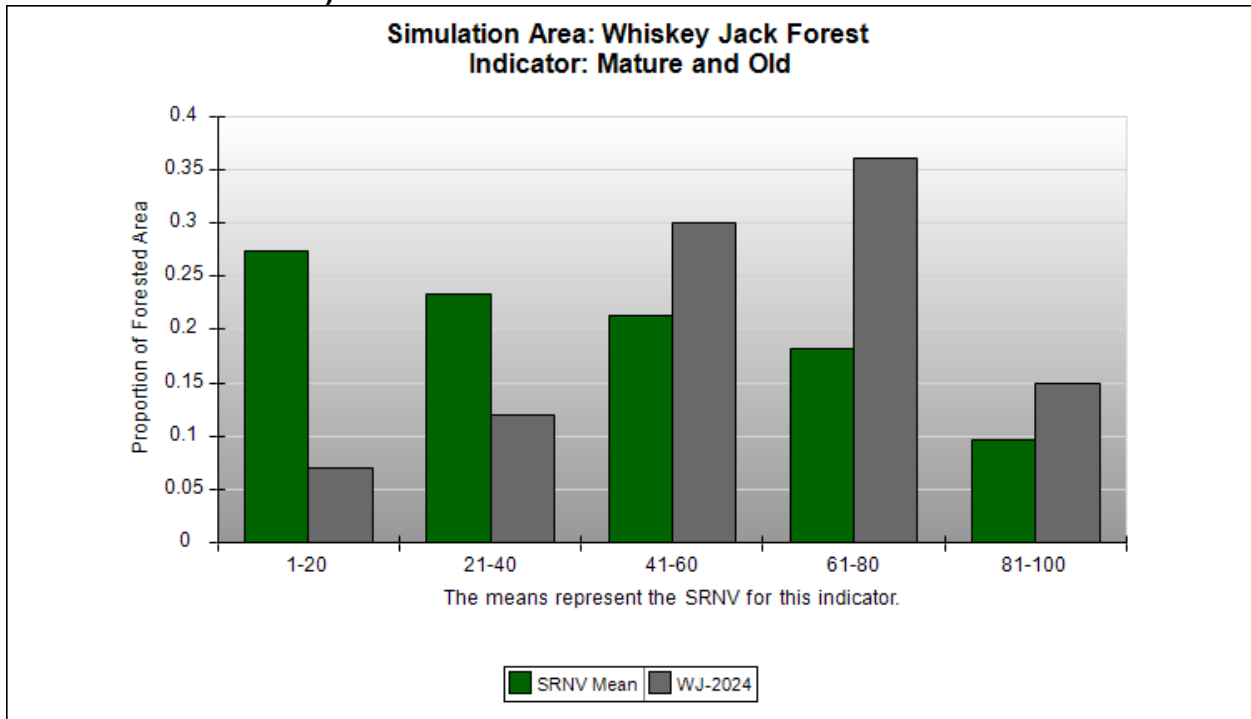 Simulation Area: Whiskey Jack Forest
Indicator: Mature and Old
Proportion of Forested Area
0.4
0.35
0.3
0.25
0.2
0.15
0.1
0.05
0
1-20 21-40 41-60 61-80 81-100
The means represent the SRNV for this indicator.
SRNV Mean WJ-2024